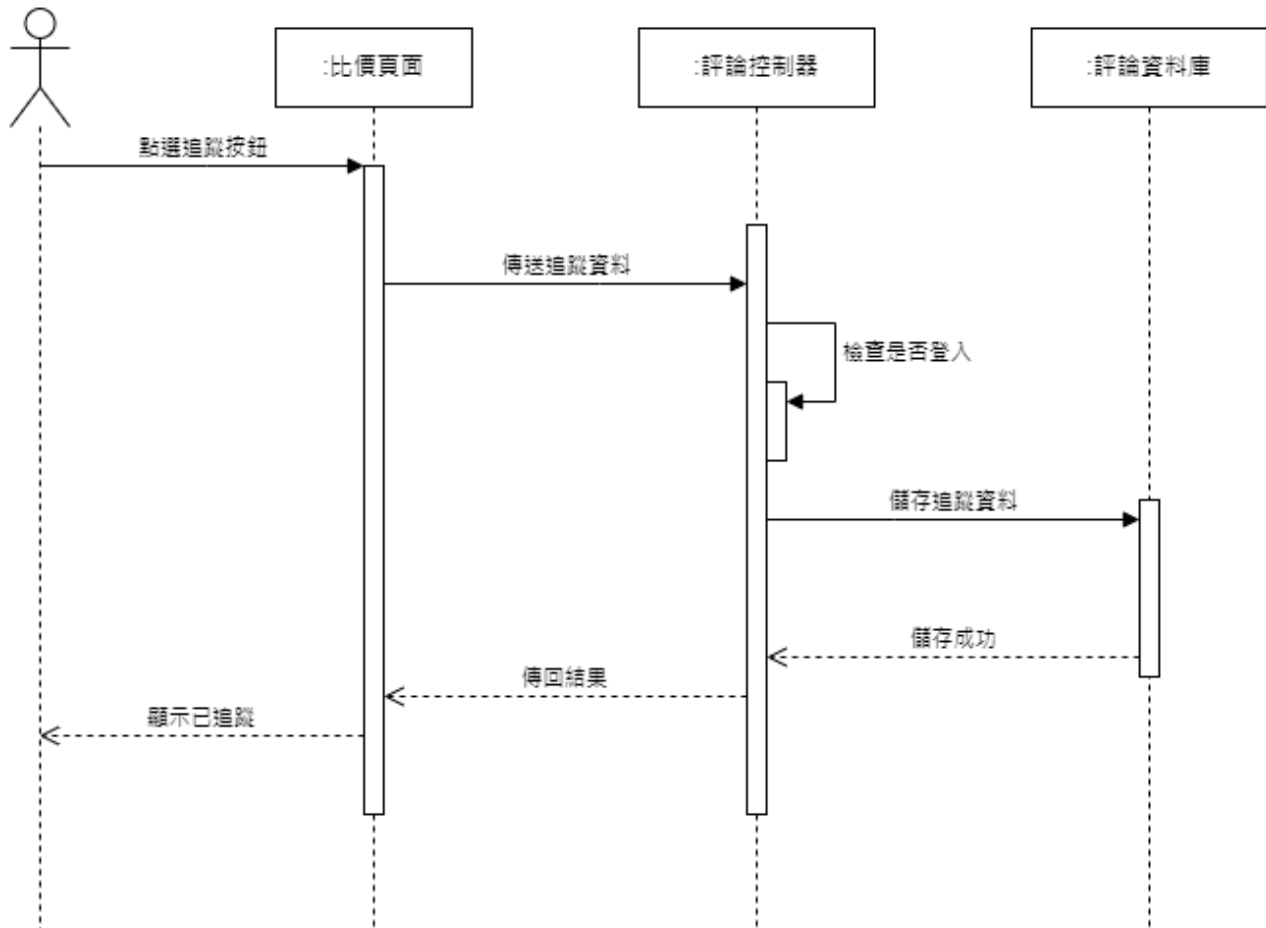 :比價頁面
:評論控制器
:評論資料庫
點選追蹤按鈕
傳送追蹤資料
檢查是否登入
儲存追蹤資料
儲存成功
傳回結果
顯示已追蹤